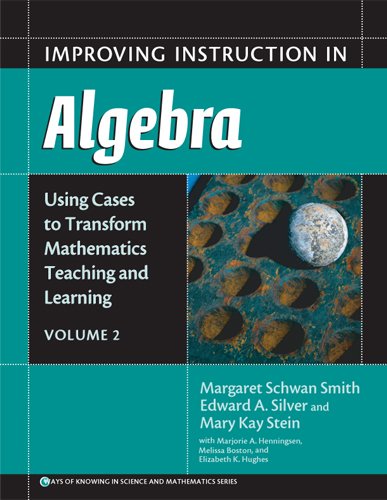 IMPROVING INSTRUCTION IN
Algebra
Using Cases
to Transform
Mathematics
Teaching and
Learning
VOLUME 2
Margaret Schwan Smith
Edward A. Silver and
Mary Kay Stein
with Marjorie A. Henningsen,
Melissa Boston, and
Elizabeth K. Hughes
WAYS OF KNOWING IN SCIENCE AND MATHEMATICS SERIES